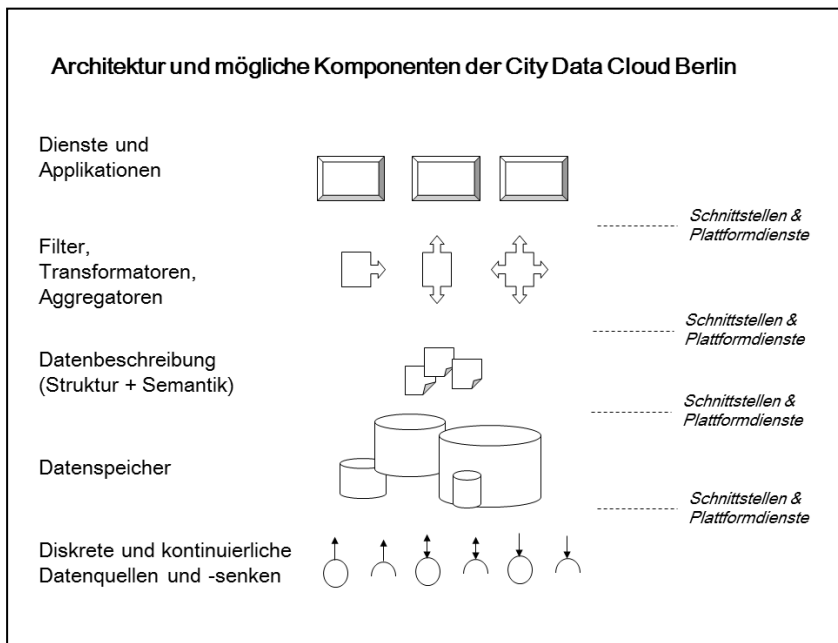 Architektur und mögliche Komponenten der City Data Cloud Berlin
Dienste und
Applikationen
Schnittstellen &
Plattformdienste
Filter,
Transformatoren,
Aggregatoren
Schnittstellen &
Plattformdienste
Datenbeschreibung
(Struktur + Semantik)
Schnittstellen &
Plattformdienste
Datenspeicher
Schnittstellen &
Plattformdienste
Diskrete und kontinuierliche
Datenquellen und -senken